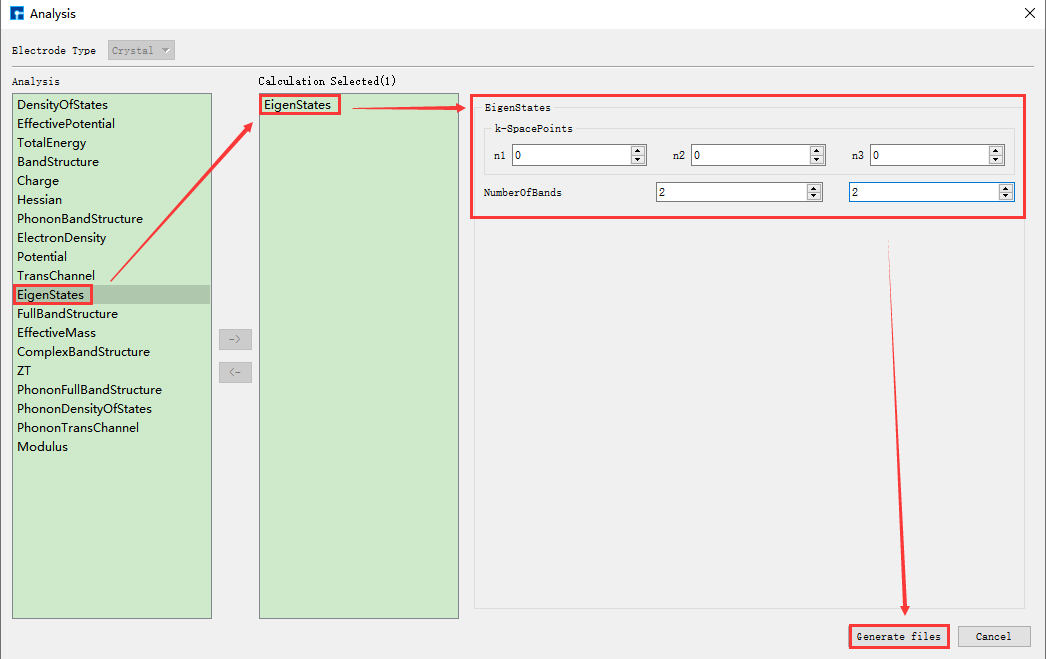 Analysis
Electrode Type Crystal
Analysis
DensityOfStates
EffectivePotential
TotalEnergy
BandStructure
Charge
Hessian
PhononBandStructure
ElectronDensity
Potential
TransChannel
EigenStates
FullBandStructure
EffectiveMass
ComplexBandStructure
ZT
PhononFullBandStructure
PhononDensityOfStates
PhononTransChannel
Modulus
->
<-
Calculation Selected(1)
EigenStates
EigenStates
k-SpacePoints
n1 0 n2 0 n3 0
NumberOfBands 2 2
Generate files Cancel